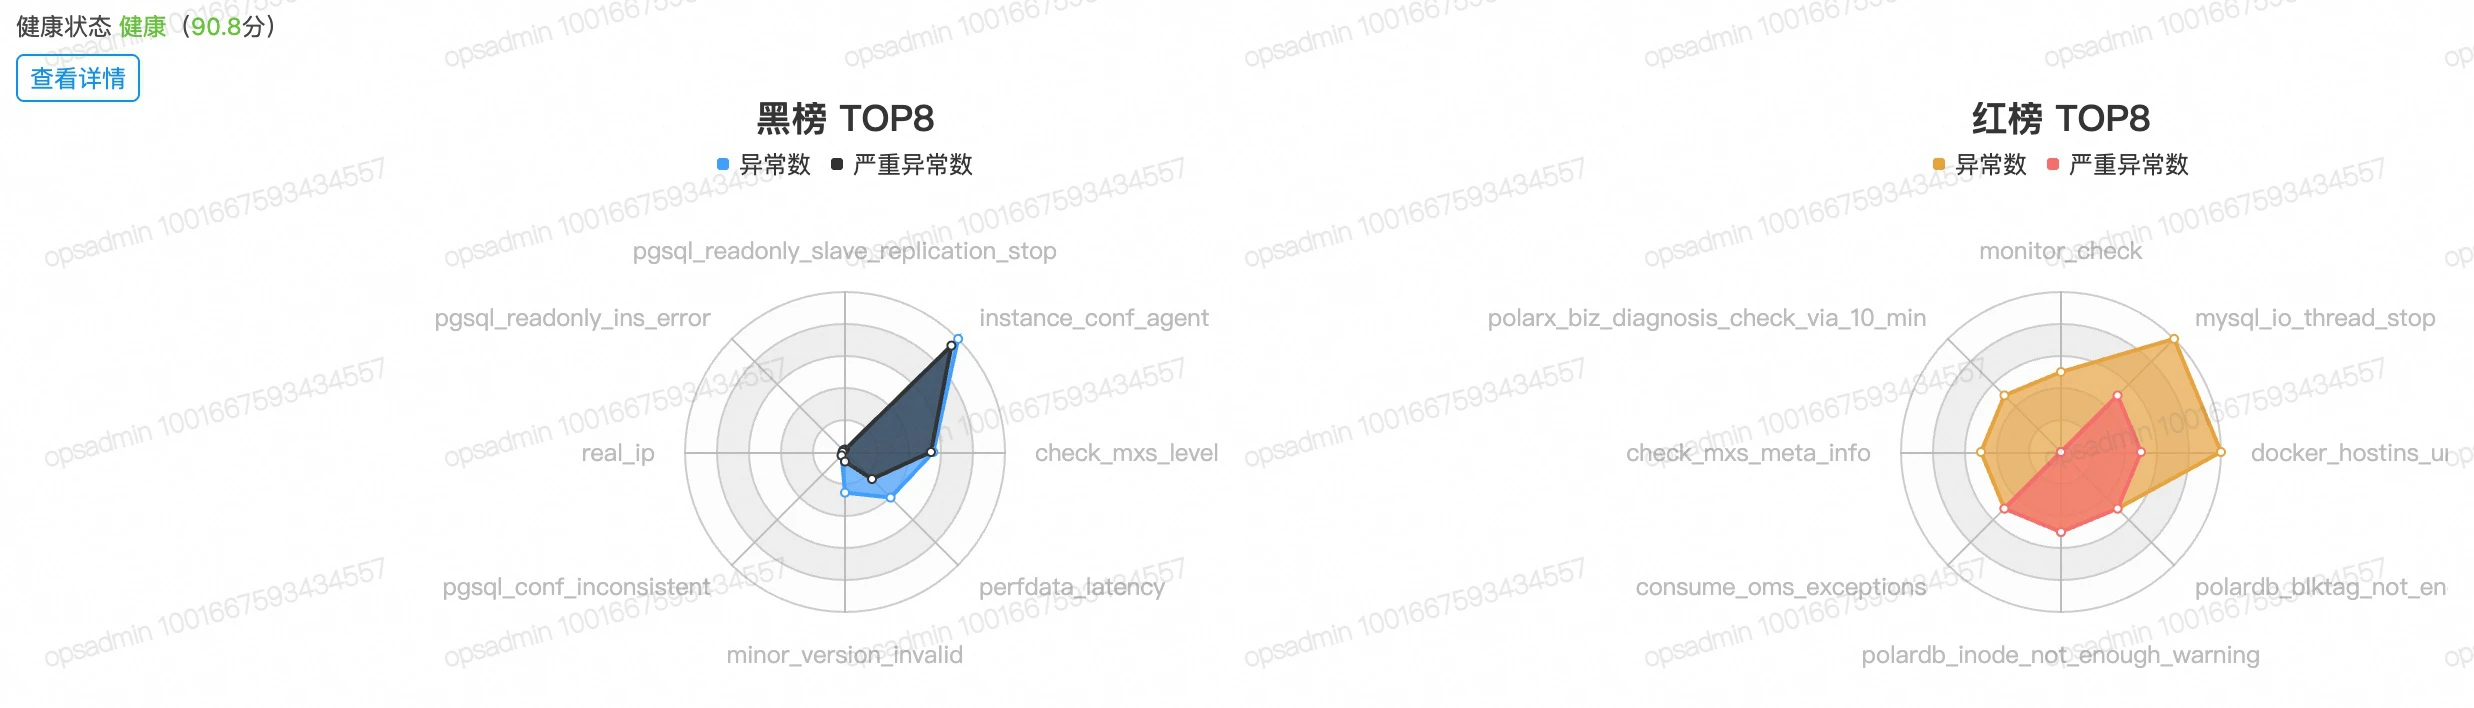 健康状态 健康（90.8分）
查看详情
黑榜 TOP8
异常数 严重异常数
pgsql_readonly_slave_replication_stop
pgsql_readonly_ins_error
instance_conf_agent
real_ip
check_mxs_level
pgsql_conf_inconsistent
perfdata_latency
minor_version_invalid
红榜 TOP8
异常数 严重异常数
monitor_check
polarx_biz_diagnosis_check_via_10_min
mysql_io_thread_stop
check_mxs_meta_info
docker_hostins_u
consume_oms_exceptions
polardb_blktag_not_en
polardb_inode_not_enough_warning
opsadmin 1001667593434557